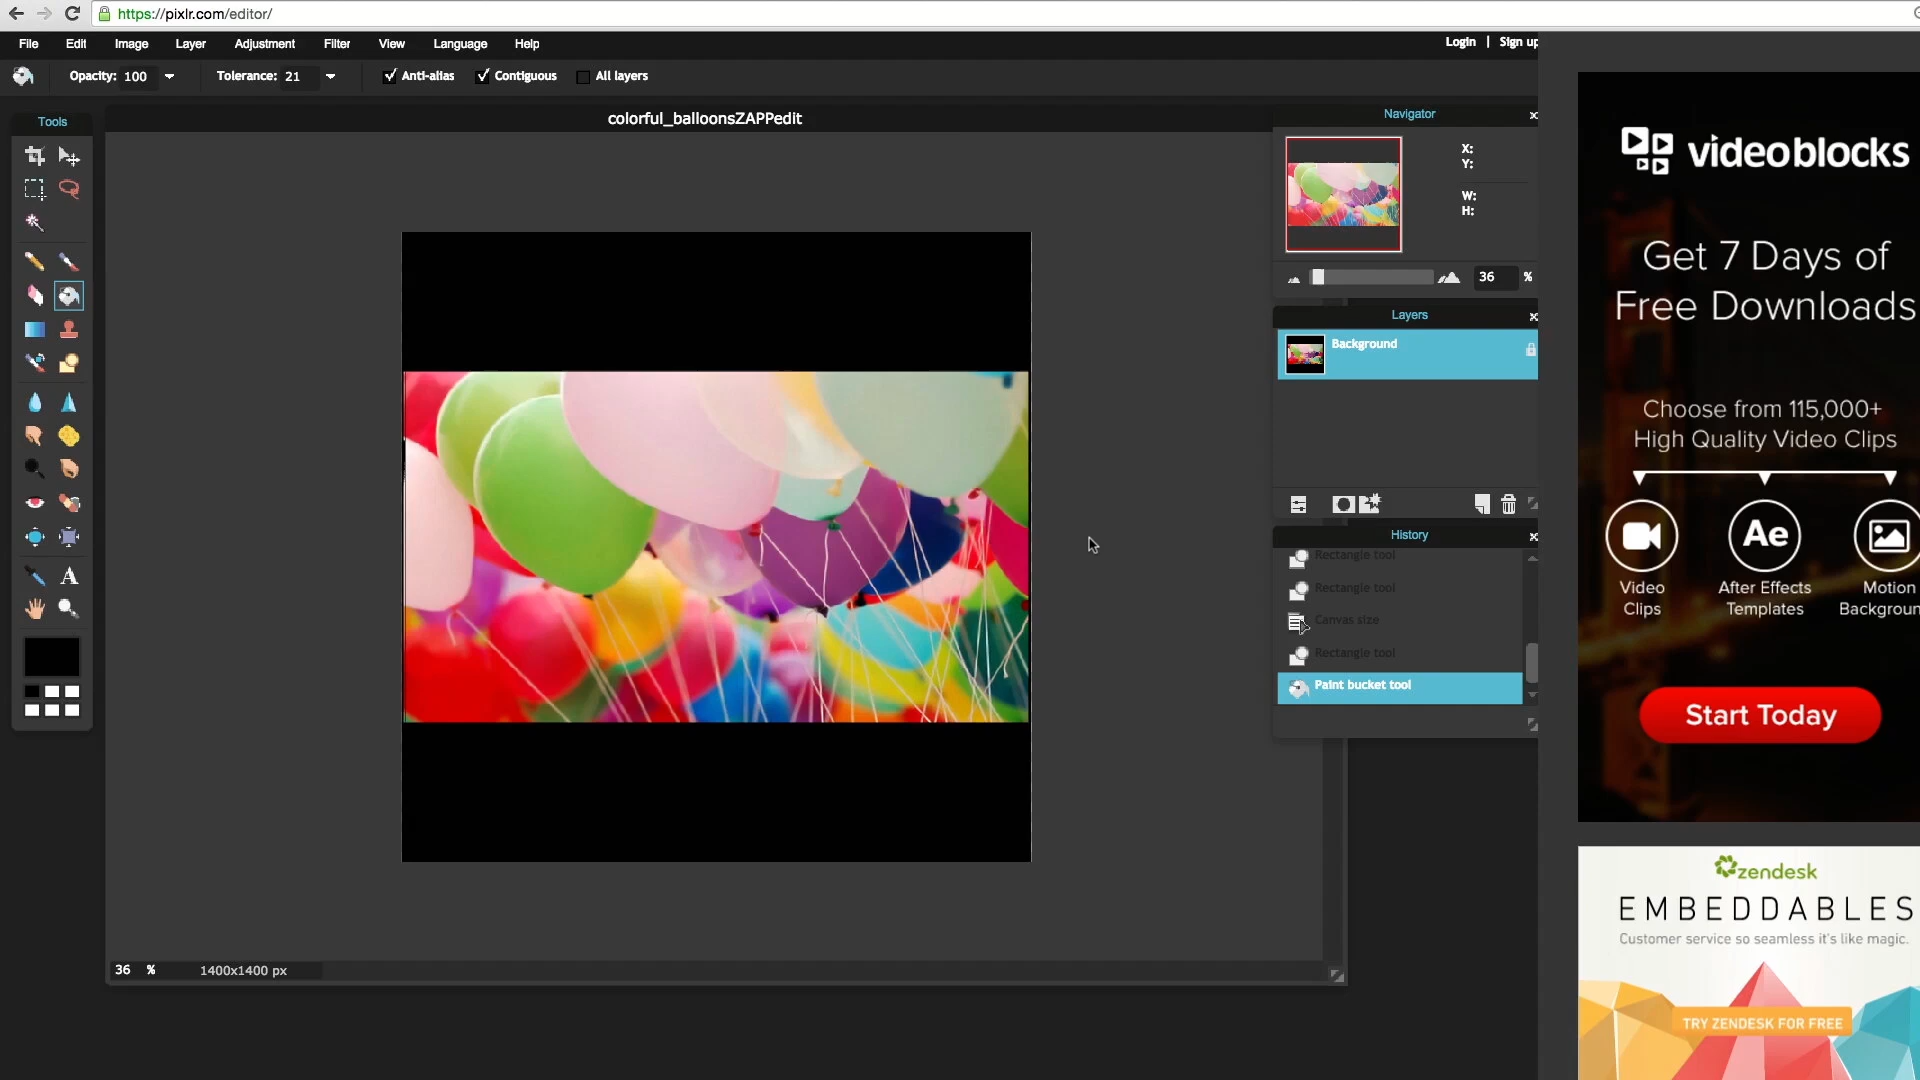 https://pixlr.com/editor/
File Edit Image Layer Adjustment Filter View Language Help
Login | Sign up
Opacity: 100 Tolerance: 21 Anti-alias Contiguous All layers
Tools
colorful_balloonsZAPPedit
Navigator
X:
Y:
W:
H:
36 %
Layers
Background
History
Rectangle tool
Rectangle tool
Canvas size
Rectangle tool
Paint bucket tool
36 % 1400x1400 px
videoblocks
Get 7 Days of
Free Downloads
Choose from 115,000+
High Quality Video Clips
Ae
Video
Clips
After Effects
Templates
Motion
Backgroun
Start Today
zendesk
EMBEDDABLES
Customer service so seamless it's like magic.
TRY ZENDESK FOR FREE